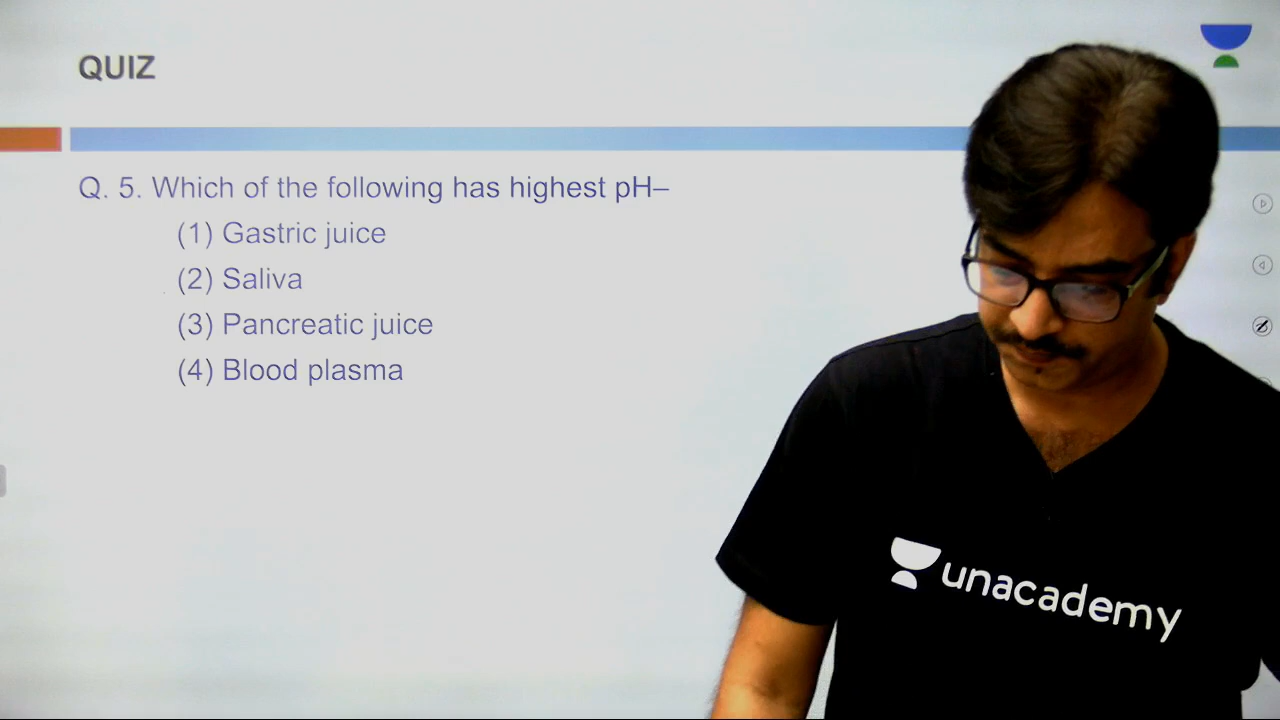 QUIZ
Q. 5. Which of the following has highest pH–
(1) Gastric juice
(2) Saliva
(3) Pancreatic juice
(4) Blood plasma
unacademy